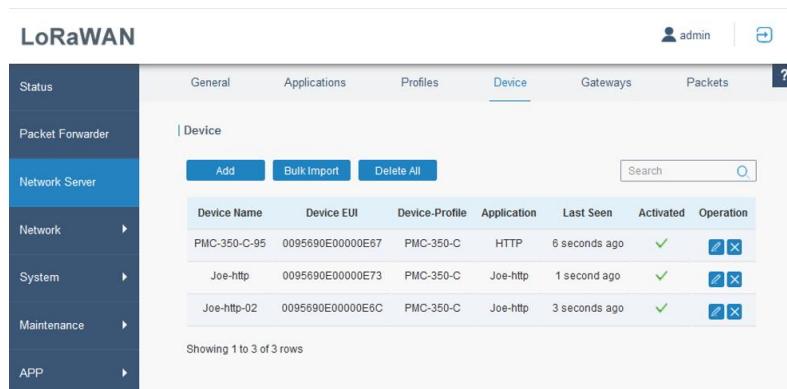 LoRaWAN
admin
Status
Packet Forwarder
Network Server
Network
System
Maintenance
APP
General Applications Profiles Device Gateways Packets
?
Device
Add Bulk Import Delete All Search
Device Name Device EUI Device-Profile Application Last Seen Activated Operation
PMC-350-C-95 0095690E00000E67 PMC-350-C HTTP 6 seconds ago
Joe-http 0095690E00000E73 PMC-350-C Joe-http 1 second ago
Joe-http-02 0095690E00000E6C PMC-350-C Joe-http 3 seconds ago
Showing 1 to 3 of 3 rows